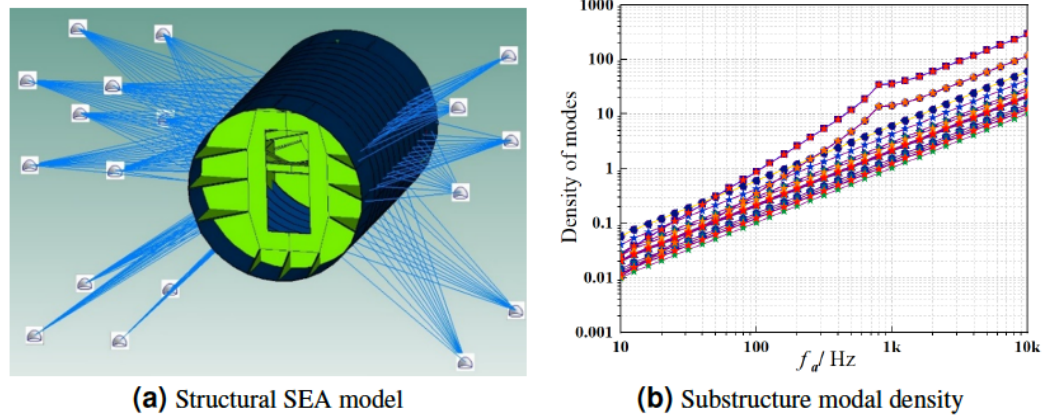 1000
100
10
1
0.1
0.01
0.001
Density of modes
10 100 1k 10k
f_a/ Hz
(a) Structural SEA model
(b) Substructure modal density